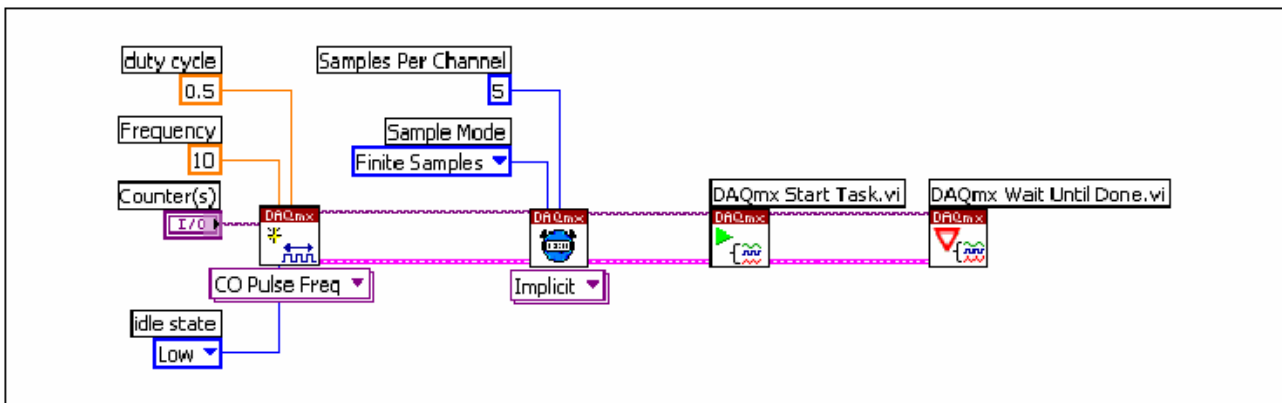 duty cycle
0.5
Frequency
10
Counter(s)
I/O
DAQmx
CO Pulse Freq
idle state
Low
Samples Per Channel
5
Sample Mode
Finite Samples
DAQmx
Implicit
DAQmx Start Task.vi
DAQmx
DAQmx Wait Until Done.vi
DAQmx